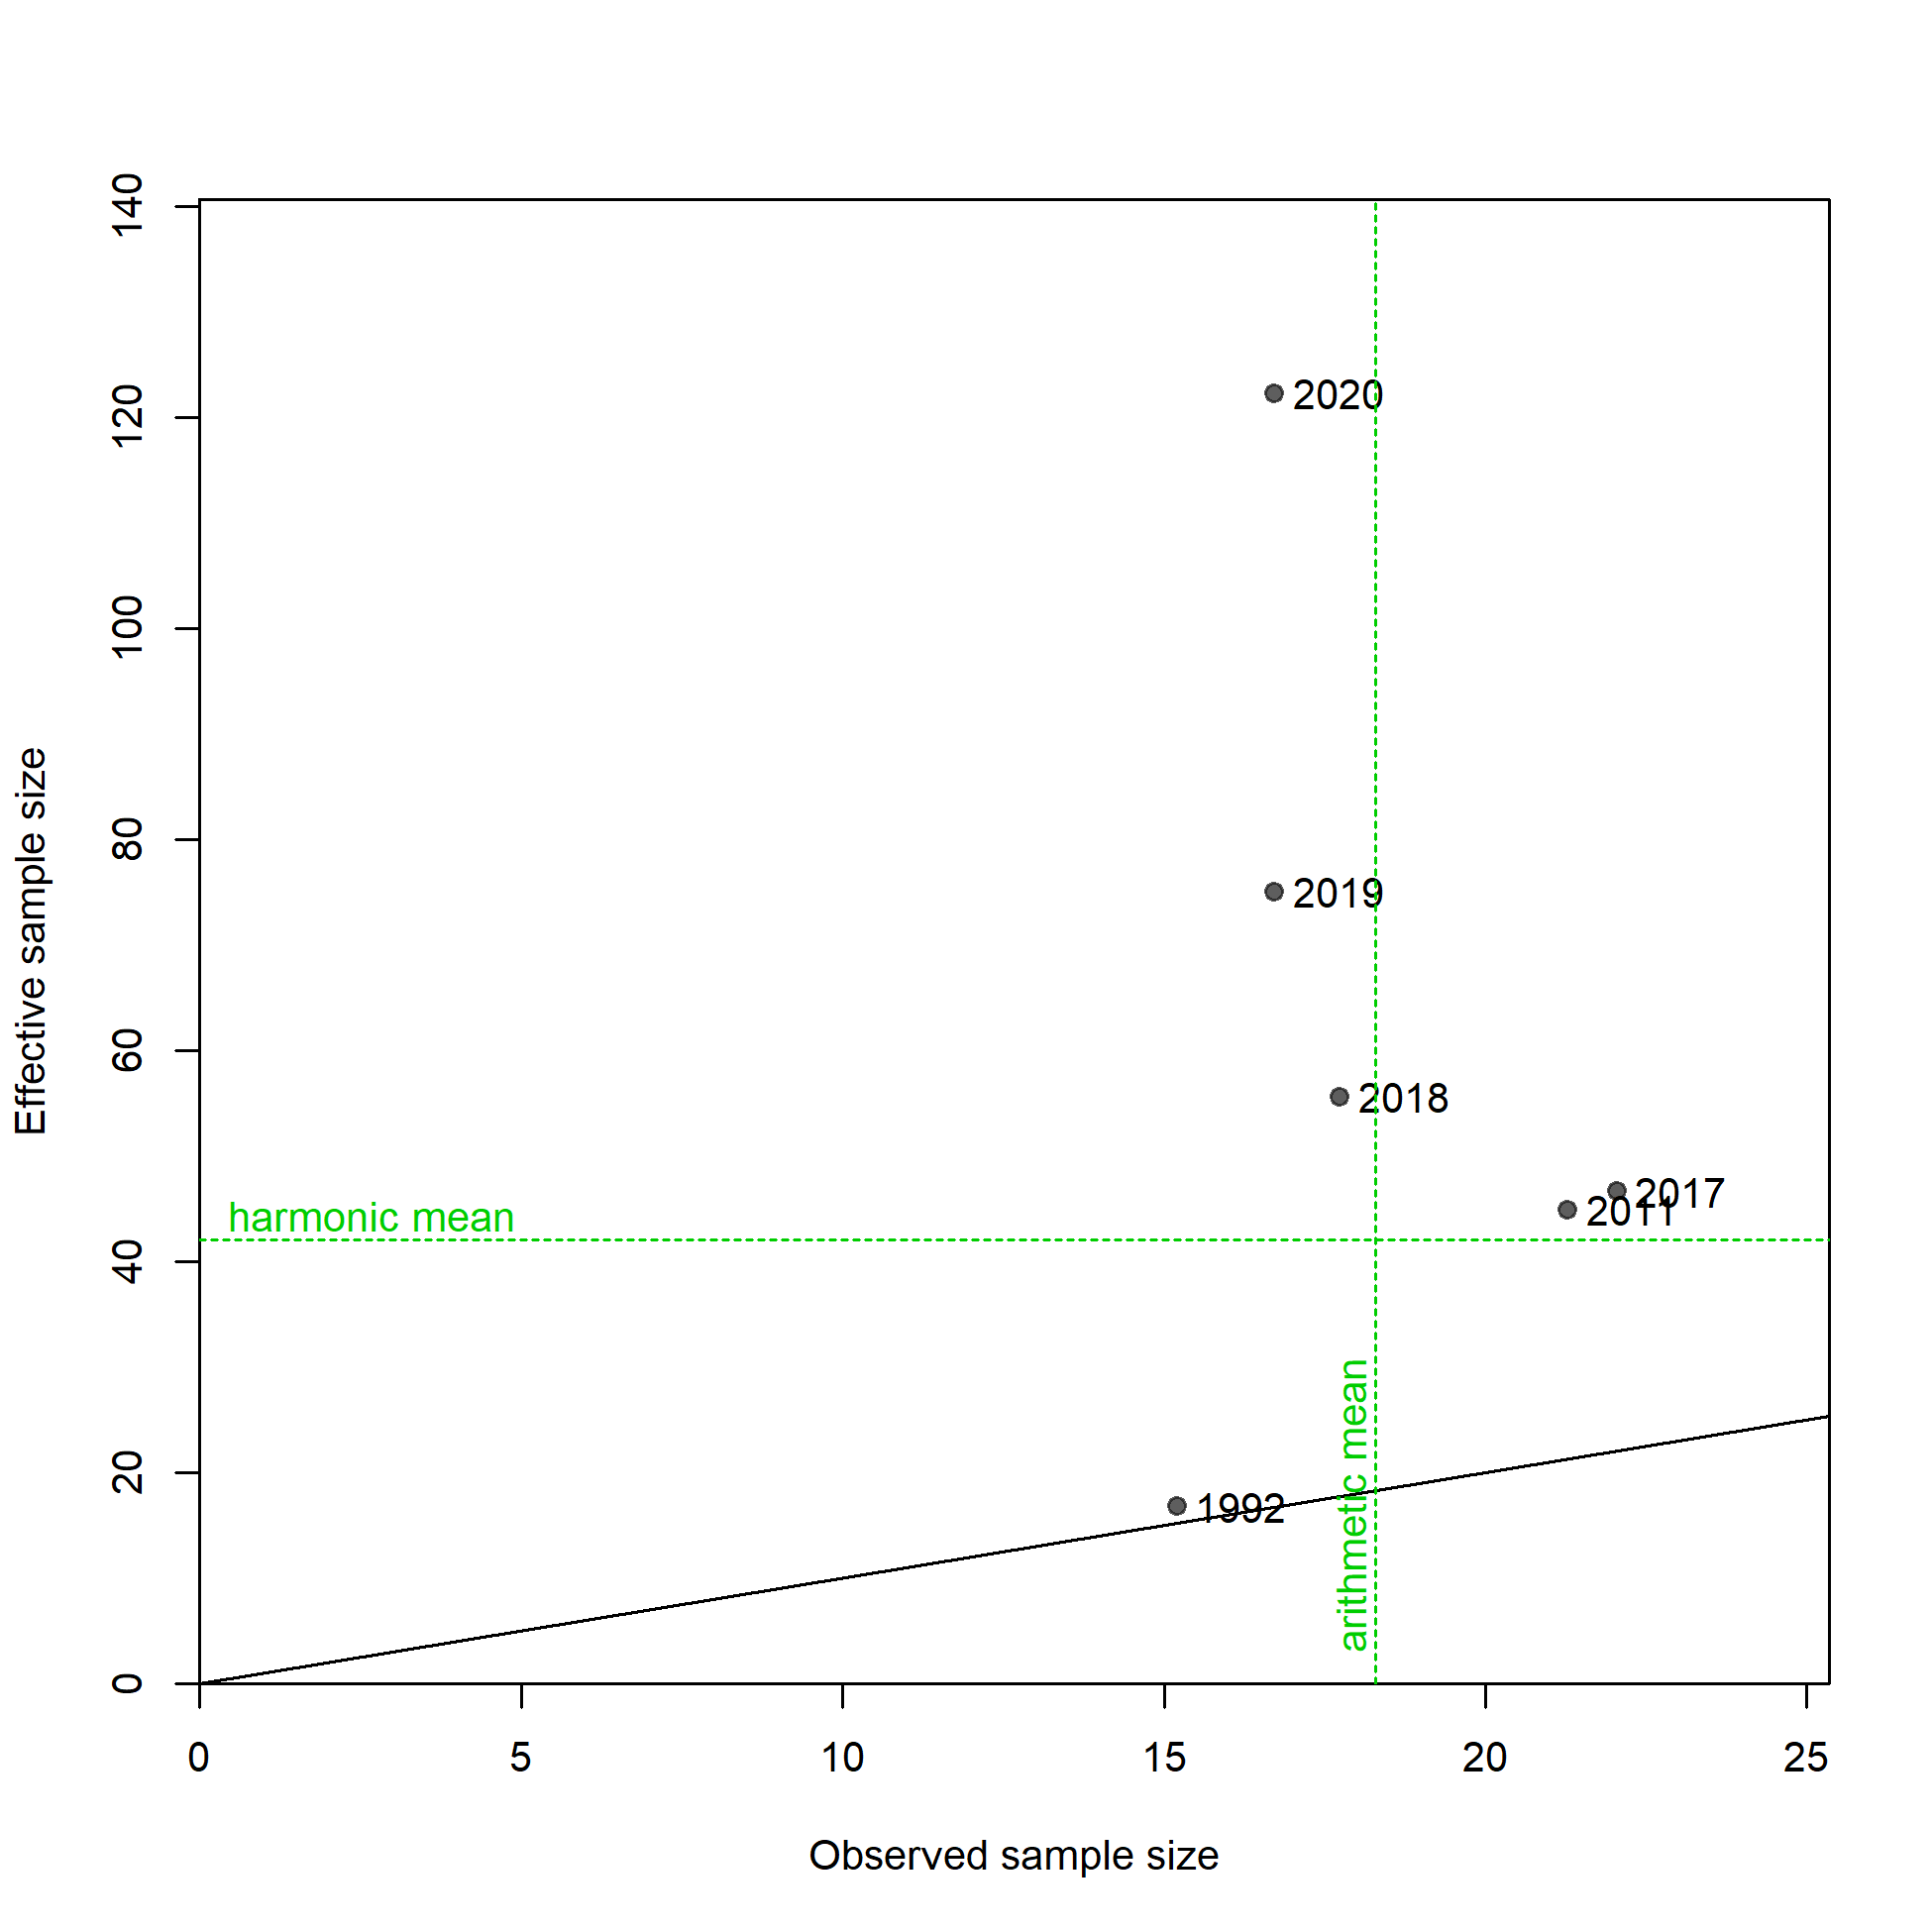 140
120
100
80
60
40
20
0
Effective sample size
2020
2019
2018
2017
2011
harmonic mean
arithmetic mean
1992
0 5 10 15 20 25
Observed sample size